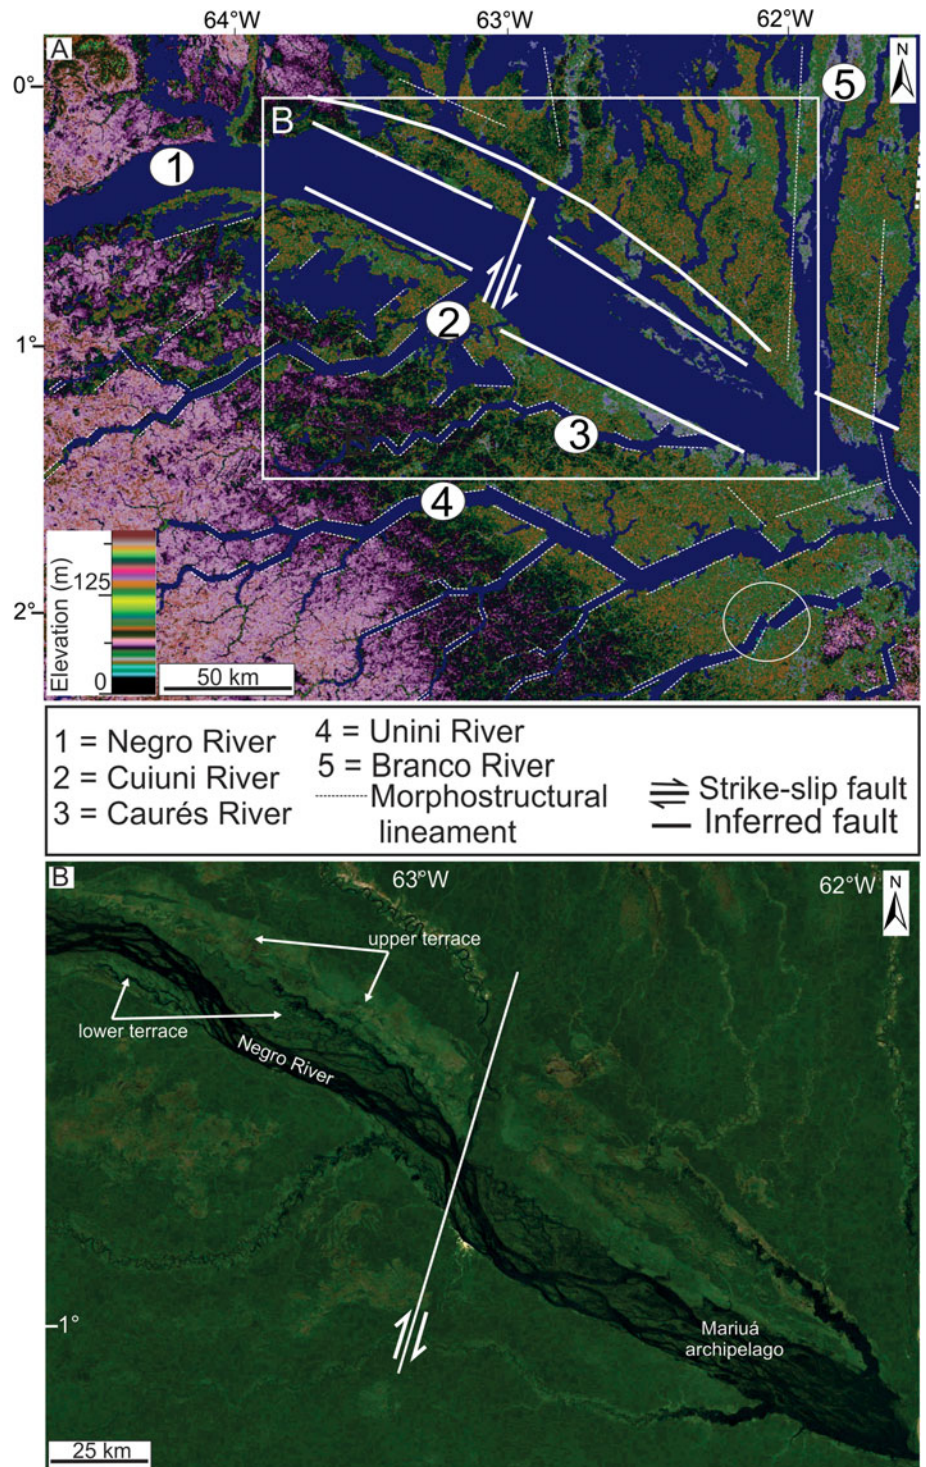 64°W 63°W 62°W
A
N
0°
5
B
1
2
1°
3
4
2°
Elevation (m)
125
0
50 km
1 = Negro River
2 = Cuiuni River
3 = Caurés River
4 = Unini River
5 = Branco River
Morphostructural
lineament
Strike-slip fault
Inferred fault
B
63°W
62°W
N
upper terrace
lower terrace
Negro River
1°
Mariuá
archipelago
25 km